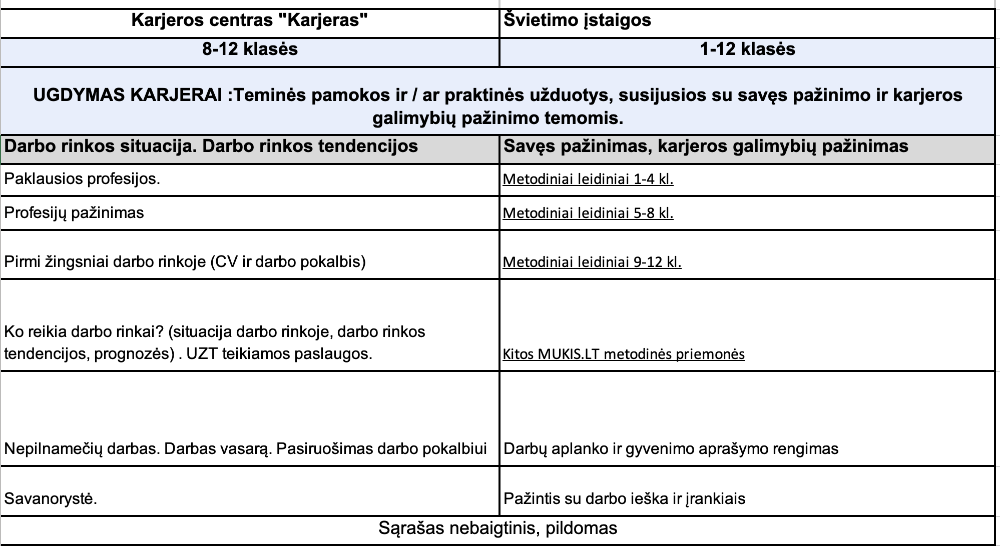 Karjeros centras "Karjeras"
Švietimo įstaigos
8-12 klasės
1-12 klasės
UGDYMAS KARJERAI :Teminės pamokos ir / ar praktinės užduotys, susijusios su savęs pažinimo ir karjeros
galimybių pažinimo temomis.
Darbo rinkos situacija. Darbo rinkos tendencijos
Savęs pažinimas, karjeros galimybių pažinimas
Paklausios profesijos.
Metodiniai leidiniai 1-4 kl.
Profesijų pažinimas
Metodiniai leidiniai 5-8 kl.
Pirmi žingsniai darbo rinkoje (CV ir darbo pokalbis)
Metodiniai leidiniai 9-12 kl.
Ko reikia darbo rinkai? (situacija darbo rinkoje, darbo rinkos
tendencijos, prognozės) . UZT teikiamos paslaugos.
Kitos MUKIS.LT metodinės priemonės
Nepilnamečių darbas. Darbas vasarą. Pasiruošimas darbo pokalbiui
Darbų aplanko ir gyvenimo aprašymo rengimas
Savanorystė.
Pažintis su darbo ieška ir įrankiais
Sąrašas nebaigtinis, pildomas